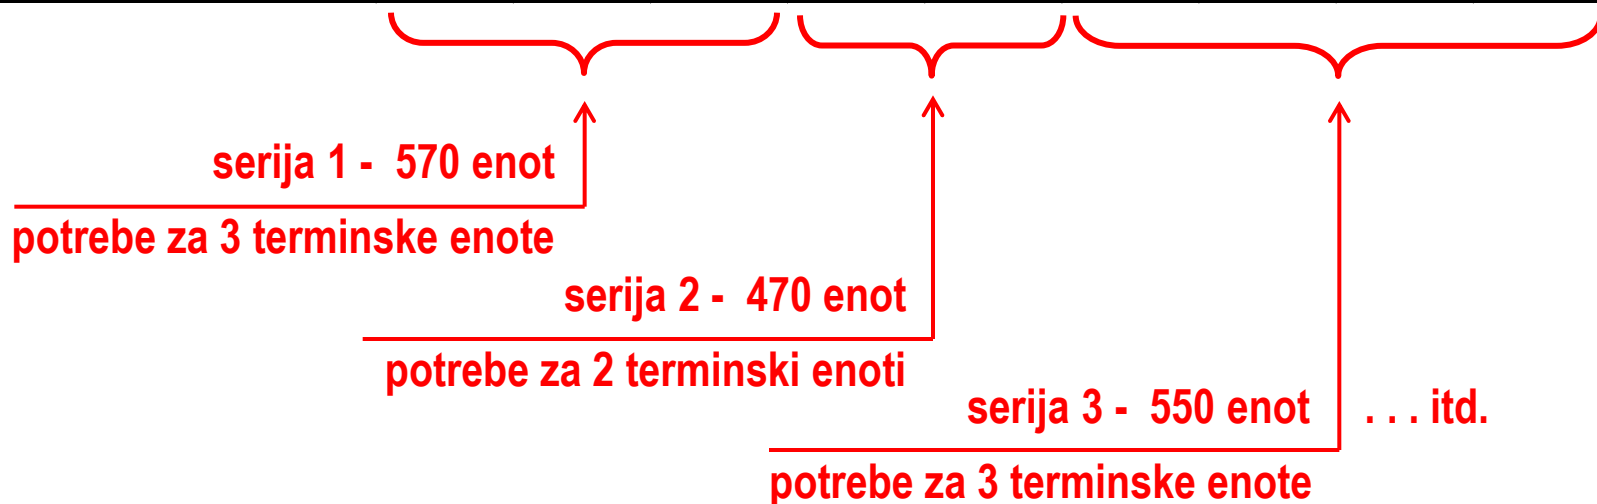 serija 1 - 570 enot
potrebe za 3 terminske enote
serija 2 - 470 enot
potrebe za 2 terminski enoti
serija 3 - 550 enot . . . itd.
potrebe za 3 terminske enote